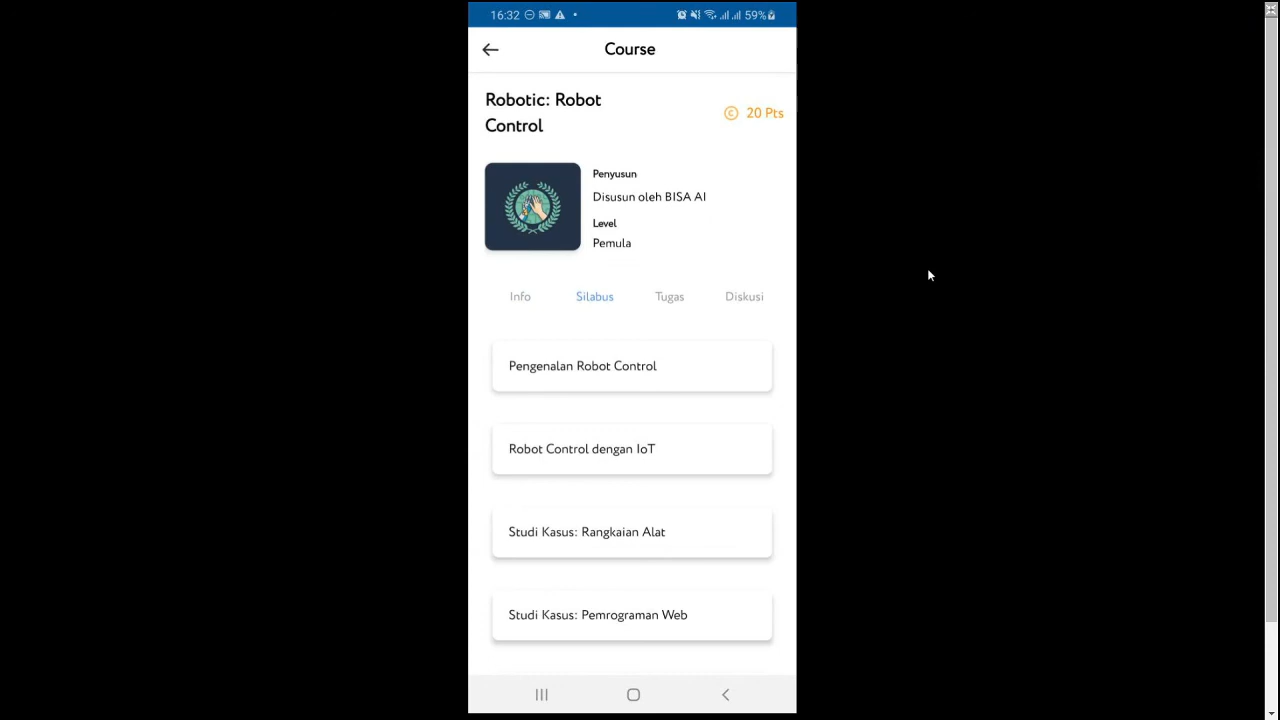 16:32 59%
Course
Robotic: Robot
Control
20 Pts
Penyusun
Disusun oleh BISA AI
Level
Pemula
Info Silabus Tugas Diskusi
Pengenalan Robot Control
Robot Control dengan IoT
Studi Kasus: Rangkaian Alat
Studi Kasus: Pemrograman Web